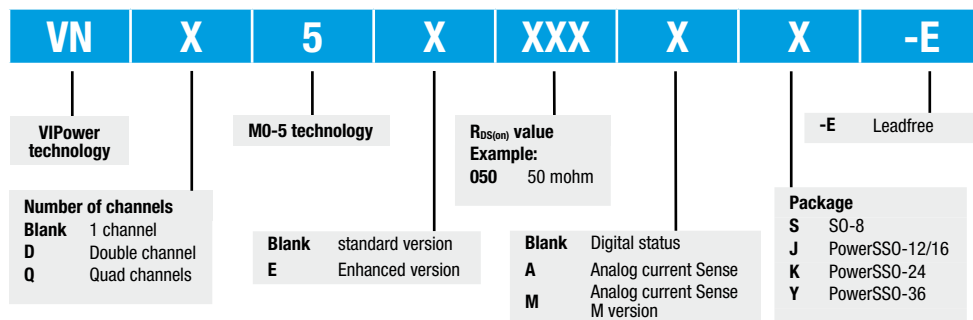 VN X 5 X XXX X X -E
VIPower
technology
M0-5 technology
RDS(on) value
Example:
050 50 mohm
-E Leadfree
Number of channels
Blank 1 channel
D Double channel
Q Quad channels
Blank standard version
E Enhanced version
Blank Digital status
A Analog current Sense
M Analog current Sense
M version
Package
S SO-8
J PowerSSO-12/16
K PowerSSO-24
Y PowerSSO-36